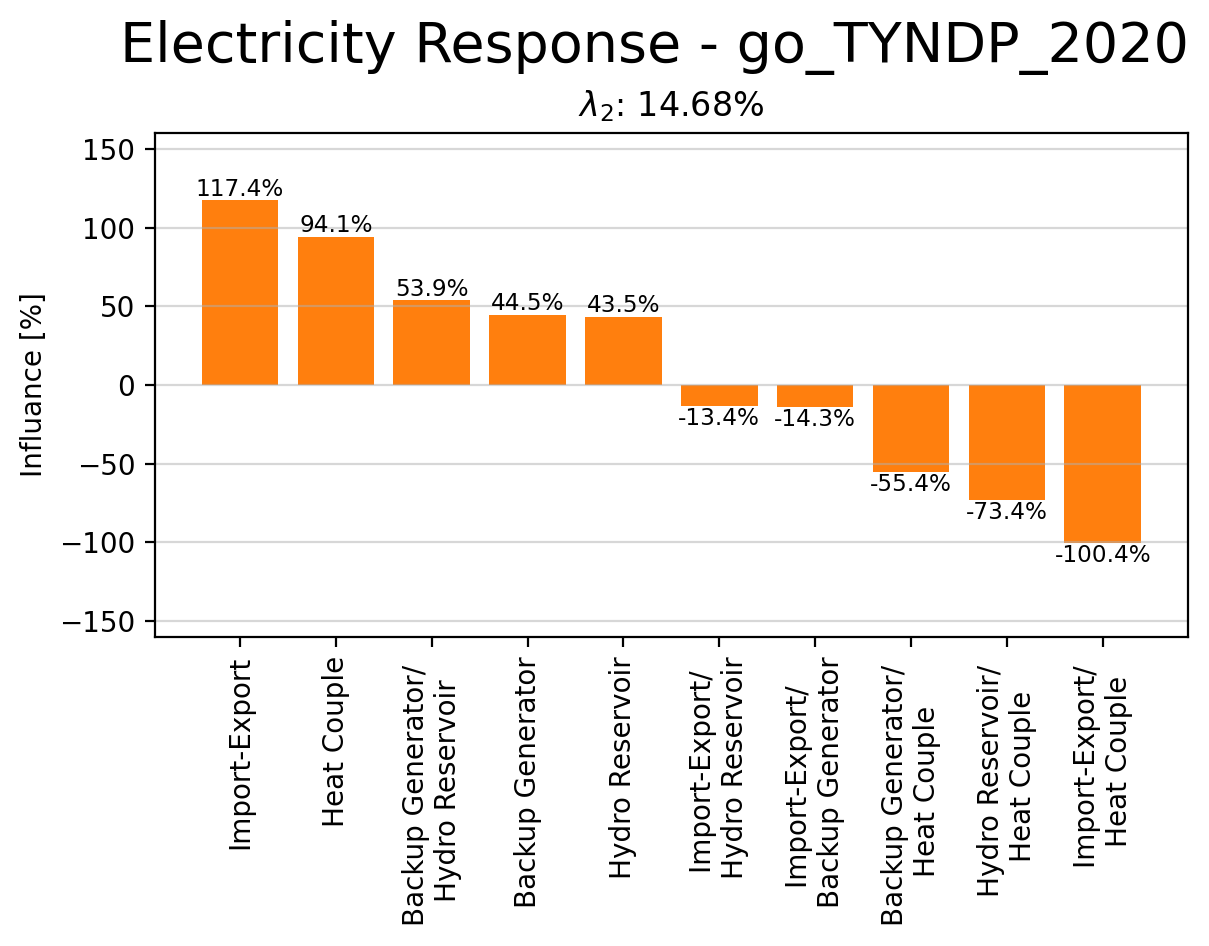 Electricity Response - go_TYNDP_2020
λ₂: 14.68%
Influance [%]
150
100
50
0
−50
−100
−150
117.4%
94.1%
53.9%
44.5%
43.5%
-13.4%
-14.3%
-55.4%
-73.4%
-100.4%
Import-Export
Heat Couple
Backup Generator/
Hydro Reservoir
Backup Generator
Hydro Reservoir
Import-Export/
Hydro Reservoir
Import-Export/
Backup Generator
Backup Generator/
Heat Couple
Hydro Reservoir/
Heat Couple
Import-Export/
Heat Couple